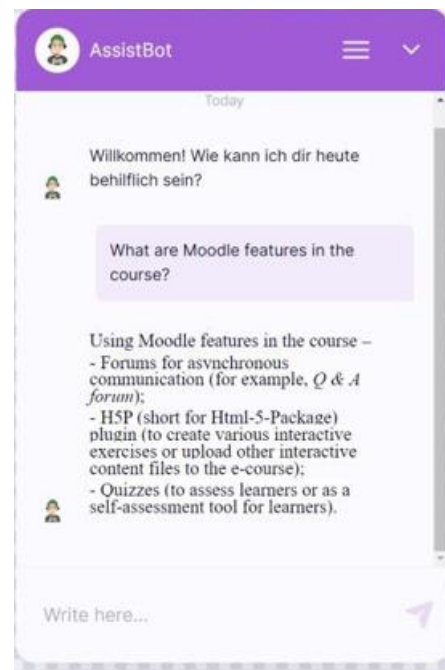 AssistBot
Today
Willkommen! Wie kann ich dir heute
behilflich sein?
What are Moodle features in the
course?
Using Moodle features in the course –
- Forums for asynchronous
communication (for example, Q & A
forum);
- H5P (short for Html-5-Package)
plugin (to create various interactive
exercises or upload other interactive
content files to the e-course);
- Quizzes (to assess learners or as a
self-assessment tool for learners).
Write here...